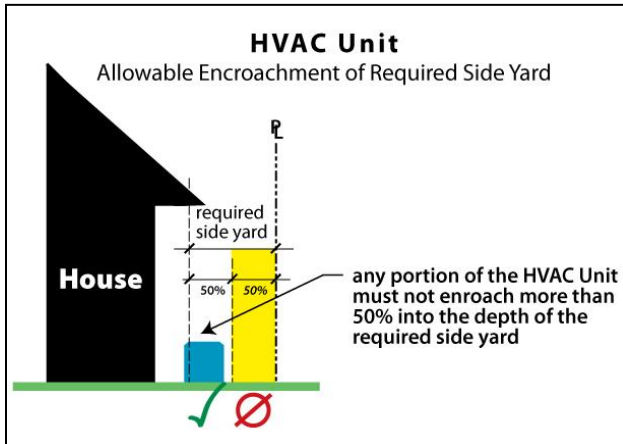 HVAC Unit
Allowable Encroachment of Required Side Yard
PL
required
side yard
House
50%
50%
any portion of the HVAC Unit
must not enroach more than
50% into the depth of the
required side yard